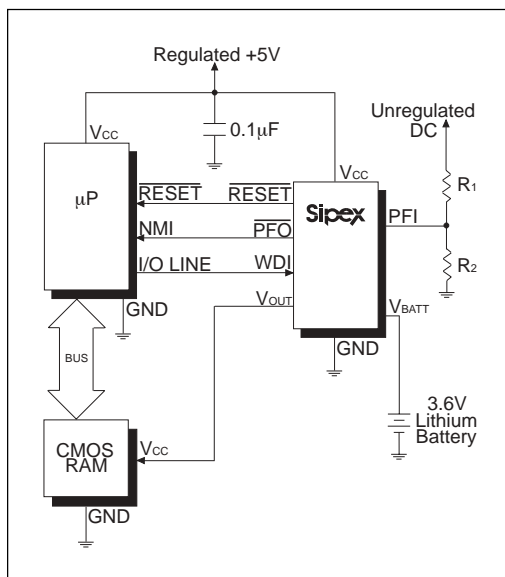 Regulated +5V
Unregulated
DC
VCC
0.1µF
VCC
R1
µP
RESET
RESET
Sipex
PFI
NMI
PFO
R2
I/O LINE
WDI
VOUT
VBATT
GND
GND
BUS
3.6V
Lithium
Battery
CMOS
RAM
VCC
GND